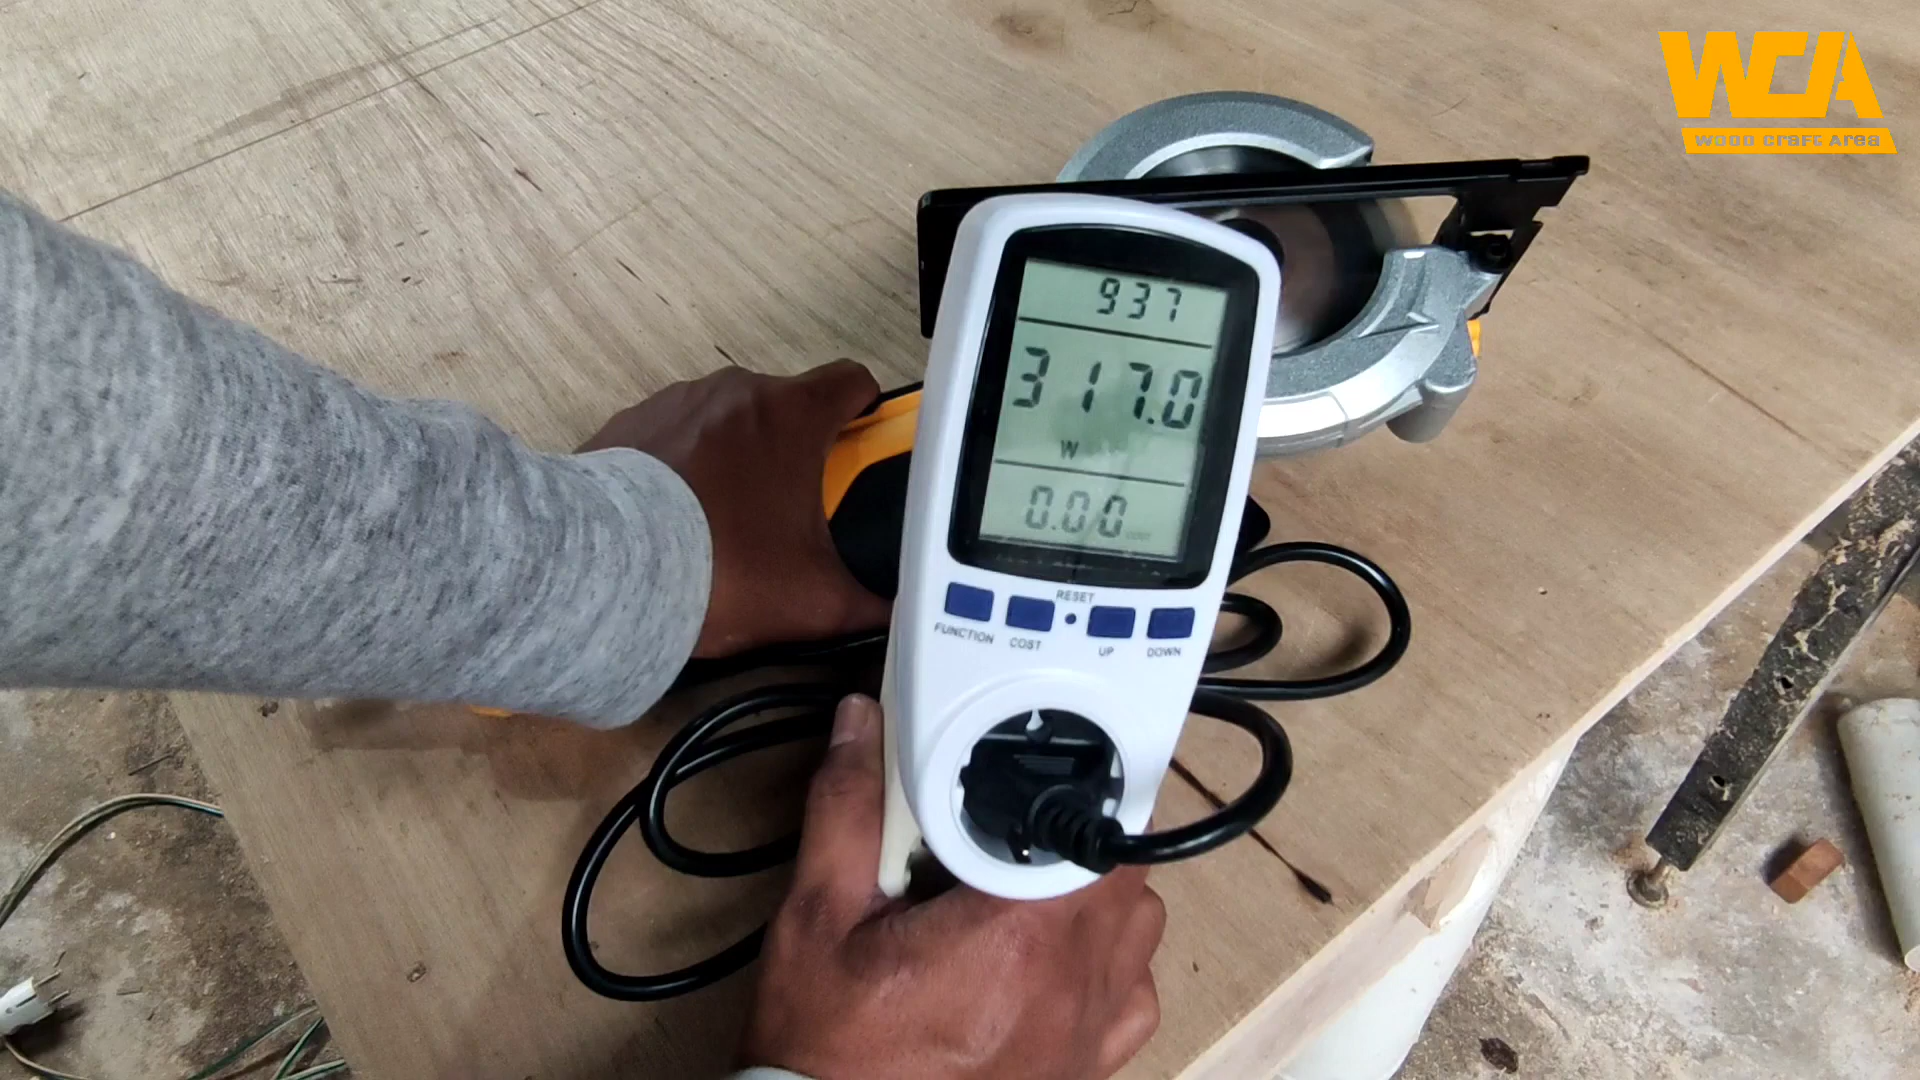 WCA
WOOD CRAFT AREA
937
317.0
W
0.00
RESET
FUNCTION
COST
UP
DOWN